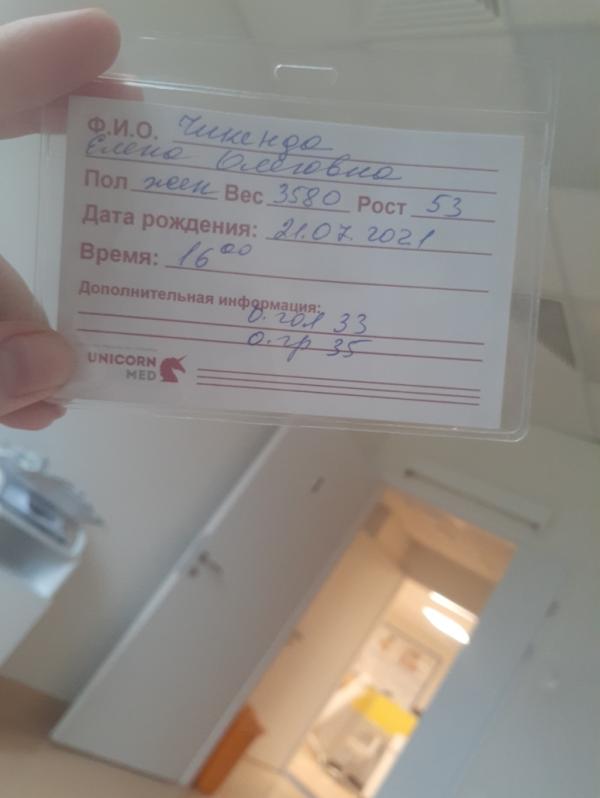 Ф.И.О. Чикенда
Елена Олеговна
Пол жен Вес 3580 Рост 53
Дата рождения: 21.07.2021
Время: 16⁰⁰
Дополнительная информация:
о. гол 33
о. гр 35
UNICORN
MED